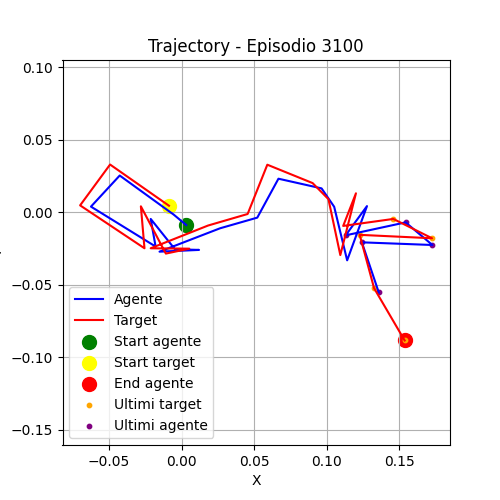 Trajectory - Episodio 3100
0.10
0.05
0.00
−0.05
−0.10
−0.15
Agente
Target
Start agente
Start target
End agente
Ultimi target
Ultimi agente
−0.05
0.00
0.05
0.10
0.15
X